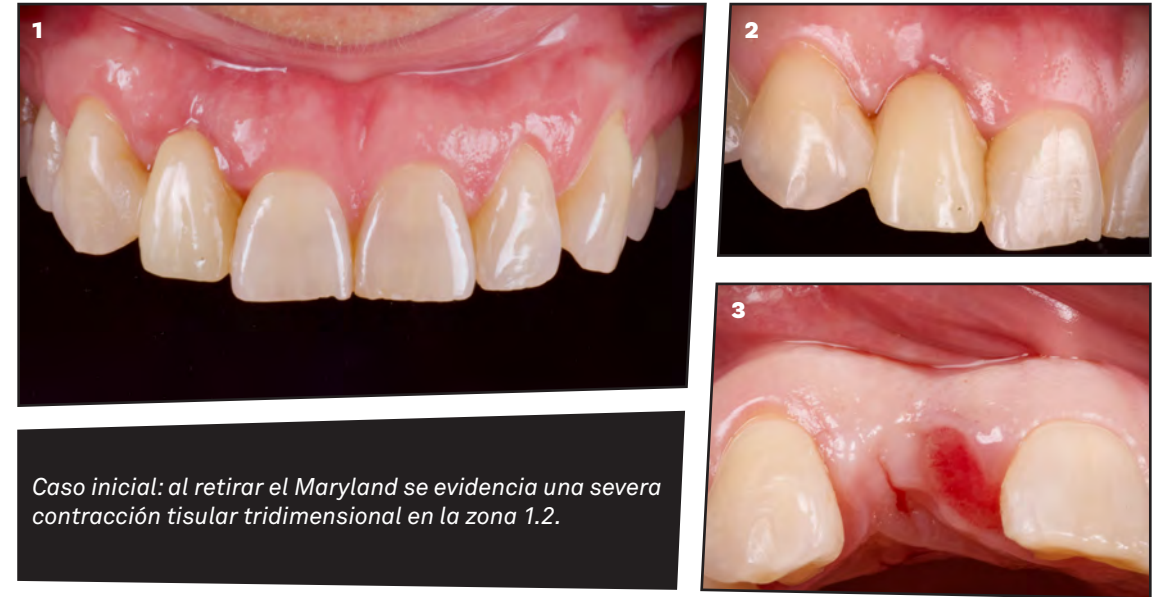 1
2
3
Caso inicial: al retirar el Maryland se evidencia una severa
contracción tisular tridimensional en la zona 1.2.